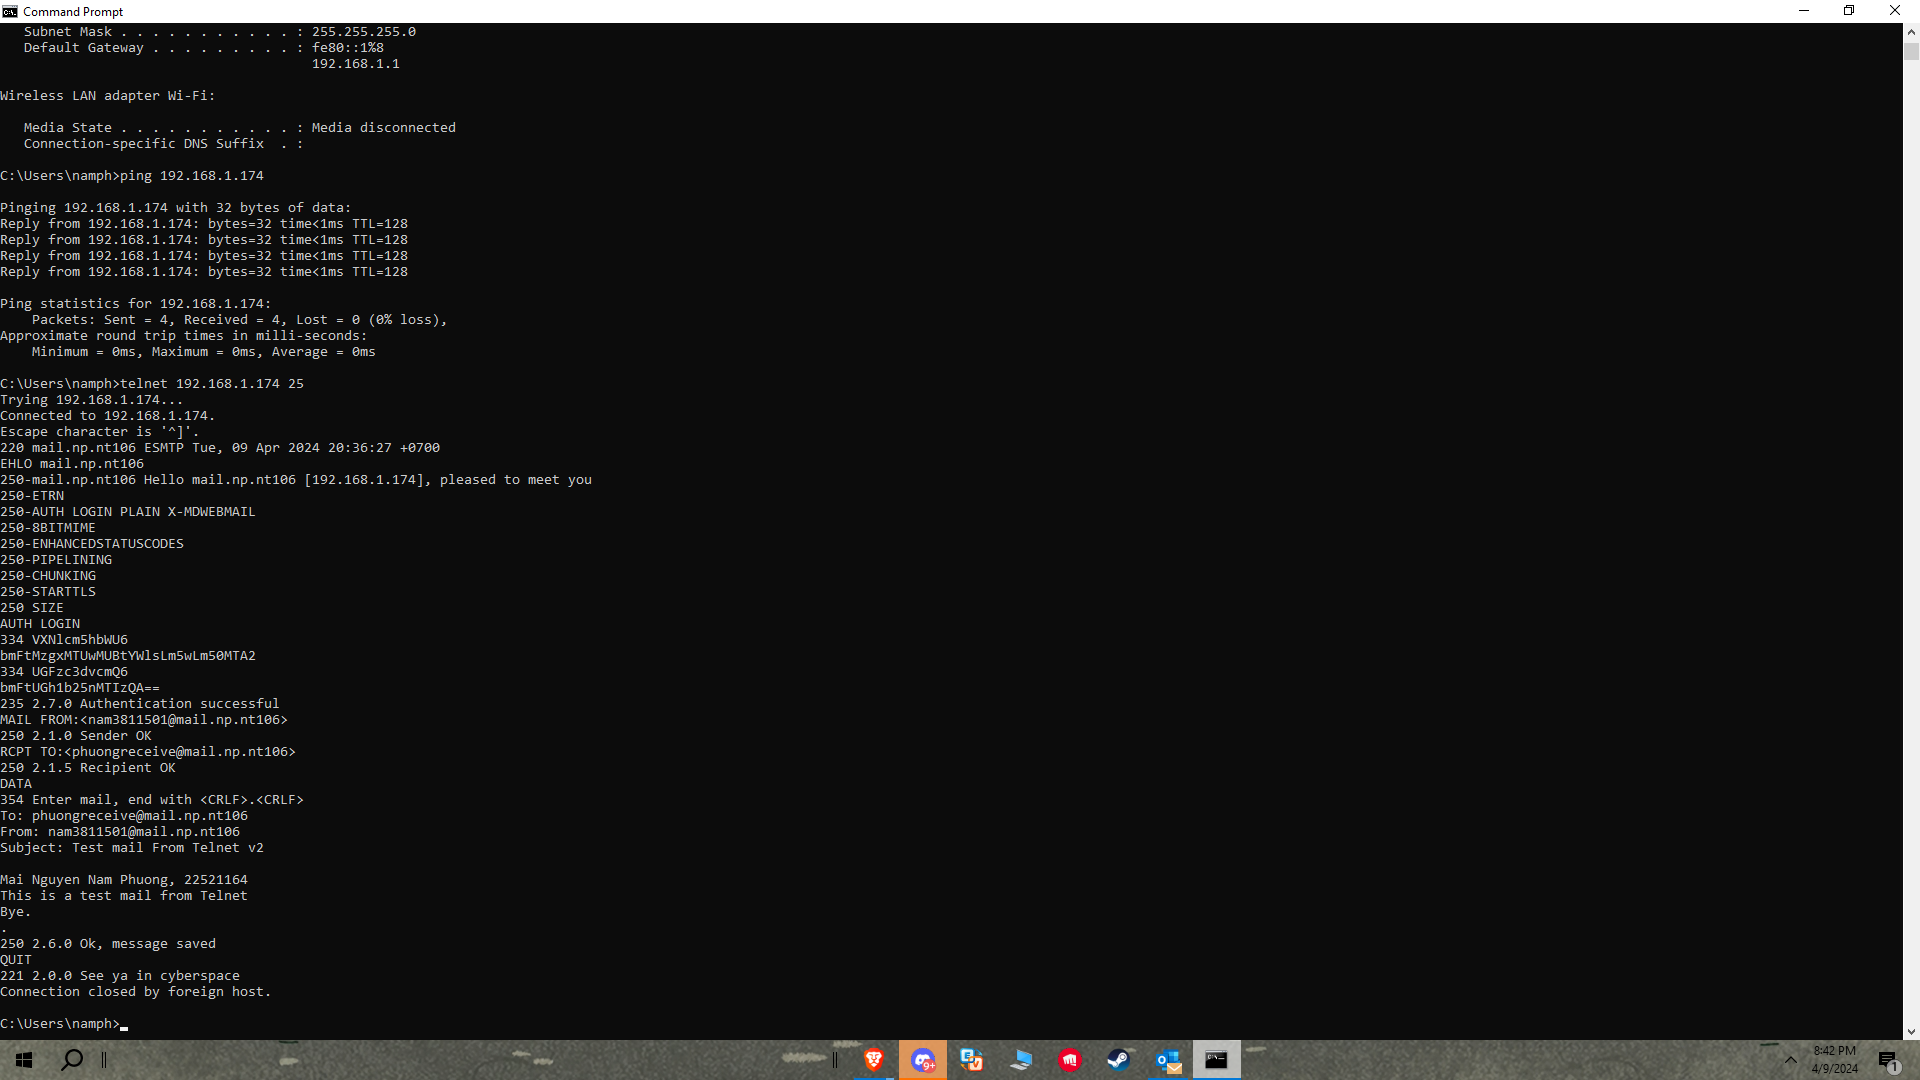 Command Prompt
Subnet Mask . . . . . . . . . . . : 255.255.255.0
Default Gateway . . . . . . . . . : fe80::1%8
192.168.1.1
Wireless LAN adapter Wi-Fi:
Media State . . . . . . . . . . . : Media disconnected
Connection-specific DNS Suffix  . :
C:\Users\namph>ping 192.168.1.174
Pinging 192.168.1.174 with 32 bytes of data:
Reply from 192.168.1.174: bytes=32 time<1ms TTL=128
Reply from 192.168.1.174: bytes=32 time<1ms TTL=128
Reply from 192.168.1.174: bytes=32 time<1ms TTL=128
Reply from 192.168.1.174: bytes=32 time<1ms TTL=128
Ping statistics for 192.168.1.174:
Packets: Sent = 4, Received = 4, Lost = 0 (0% loss),
Approximate round trip times in milli-seconds:
Minimum = 0ms, Maximum = 0ms, Average = 0ms
C:\Users\namph>telnet 192.168.1.174 25
Trying 192.168.1.174...
Connected to 192.168.1.174.
Escape character is '^]'.
220 mail.np.nt106 ESMTP Tue, 09 Apr 2024 20:36:27 +0700
EHLO mail.np.nt106
250-mail.np.nt106 Hello mail.np.nt106 [192.168.1.174], pleased to meet you
250-ETRN
250-AUTH LOGIN PLAIN X-MDWEBMAIL
250-8BITMIME
250-ENHANCEDSTATUSCODES
250-PIPELINING
250-CHUNKING
250-STARTTLS
250 SIZE
AUTH LOGIN
334 VXNlcm5hbWU6
bmFtMzgxMTUwMUBtYWlsLm5wLm50MTA2
334 UGFzc3dvcmQ6
bmFtUGh1b25nMTIzQA==
235 2.7.0 Authentication successful
MAIL FROM:<nam3811501@mail.np.nt106>
250 2.1.0 Sender OK
RCPT TO:<phuongreceive@mail.np.nt106>
250 2.1.5 Recipient OK
DATA
354 Enter mail, end with <CRLF>.<CRLF>
To: phuongreceive@mail.np.nt106
From: nam3811501@mail.np.nt106
Subject: Test mail From Telnet v2
Mai Nguyen Nam Phuong, 22521164
This is a test mail from Telnet
Bye.
.
250 2.6.0 Ok, message saved
QUIT
221 2.0.0 See ya in cyberspace
Connection closed by foreign host.
C:\Users\namph>
9+
8:42 PM
4/9/2024
1